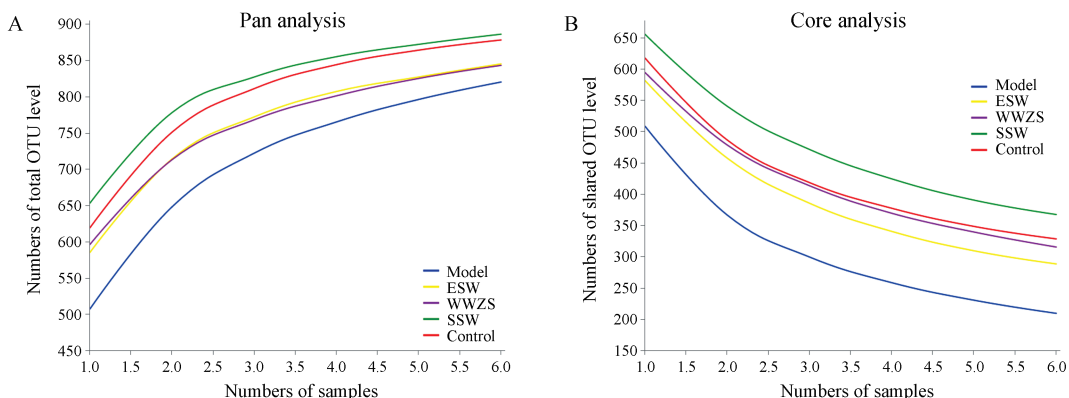 A
Pan analysis
Numbers of total OTU level
900
850
800
750
700
650
600
550
500
450
Model
ESW
WWZS
SSW
Control
1.0 1.5 2.0 2.5 3.0 3.5 4.0 4.5 5.0 5.5 6.0
Numbers of samples
B
Core analysis
Numbers of shared OTU level
650
600
550
500
450
400
350
300
250
200
150
Model
ESW
WWZS
SSW
Control
1.0 1.5 2.0 2.5 3.0 3.5 4.0 4.5 5.0 5.5 6.0
Numbers of samples